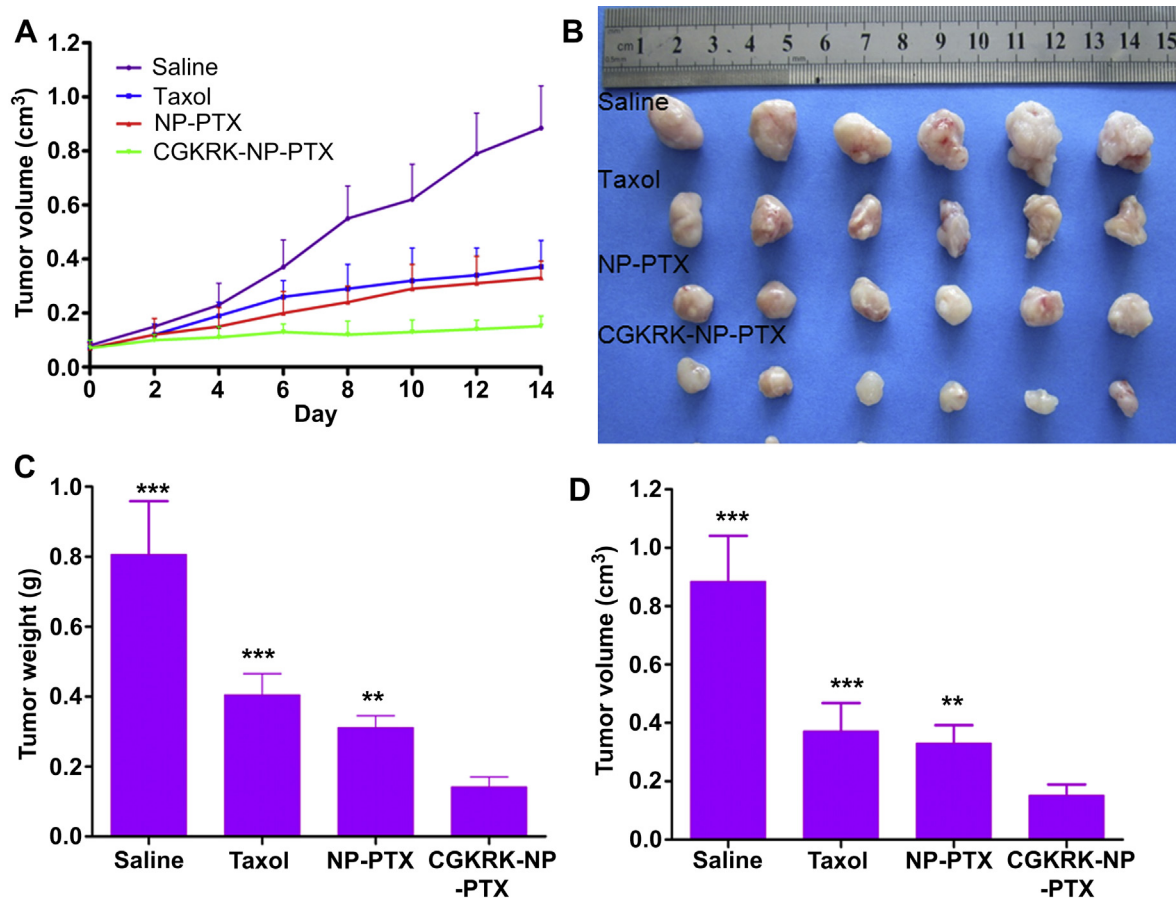 A
1.2
1.0
0.8
0.6
0.4
0.2
0.0
Tumor volume (cm³)
Saline
Taxol
NP-PTX
CGKRK-NP-PTX
0 2 4 6 8 10 12 14
Day
B
cm 1 2 3 4 5 6 7 8 9 10 11 12 13 14 15
0.5mm
mm
Saline
Taxol
NP-PTX
CGKRK-NP-PTX
C
1.0
0.8
0.6
0.4
0.2
0.0
Tumor weight (g)
***
***
**
Saline Taxol NP-PTX CGKRK-NP
-PTX
D
1.2
1.0
0.8
0.6
0.4
0.2
0.0
Tumor volume (cm³)
***
***
**
Saline Taxol NP-PTX CGKRK-NP
-PTX